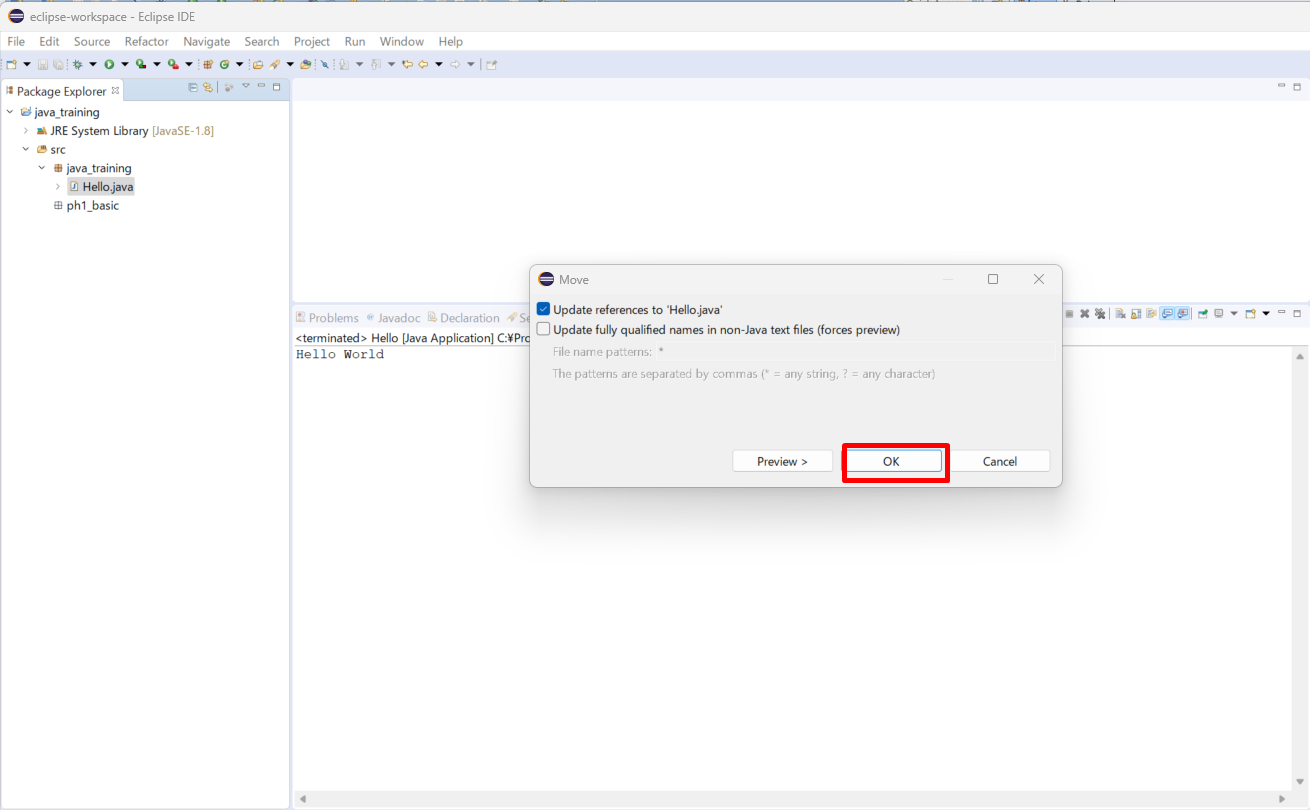 eclipse-workspace - Eclipse IDE
File Edit Source Refactor Navigate Search Project Run Window Help
Package Explorer
java_training
JRE System Library [JavaSE-1.8]
src
java_training
Hello.java
ph1_basic
Problems Javadoc Declaration Se
<terminated> Hello [Java Application] C:¥Pro
Hello World
Move
Update references to 'Hello.java'
Update fully qualified names in non-Java text files (forces preview)
File name patterns: *
The patterns are separated by commas (* = any string, ? = any character)
Preview > OK Cancel